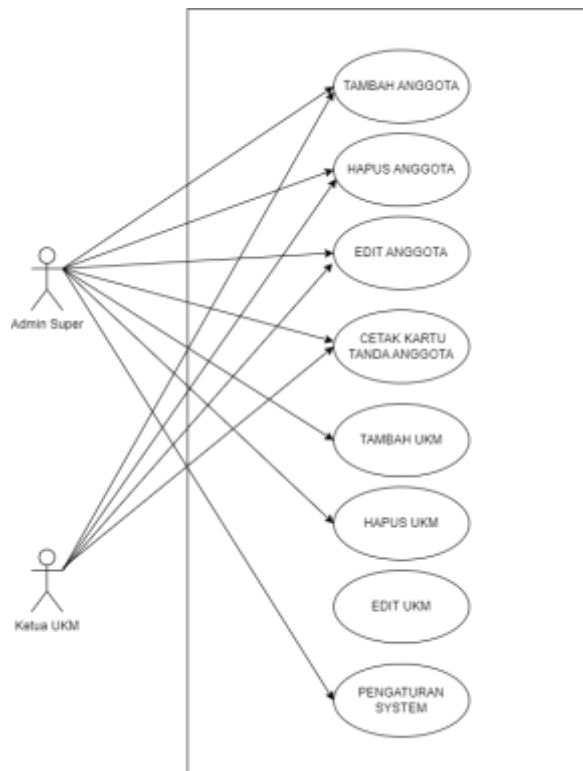 TAMBAH ANGGOTA
HAPUS ANGGOTA
EDIT ANGGOTA
Admin Super
CETAK KARTU
TANDA ANGGOTA
TAMBAH UKM
HAPUS UKM
Ketua UKM
EDIT UKM
PENGATURAN
SYSTEM